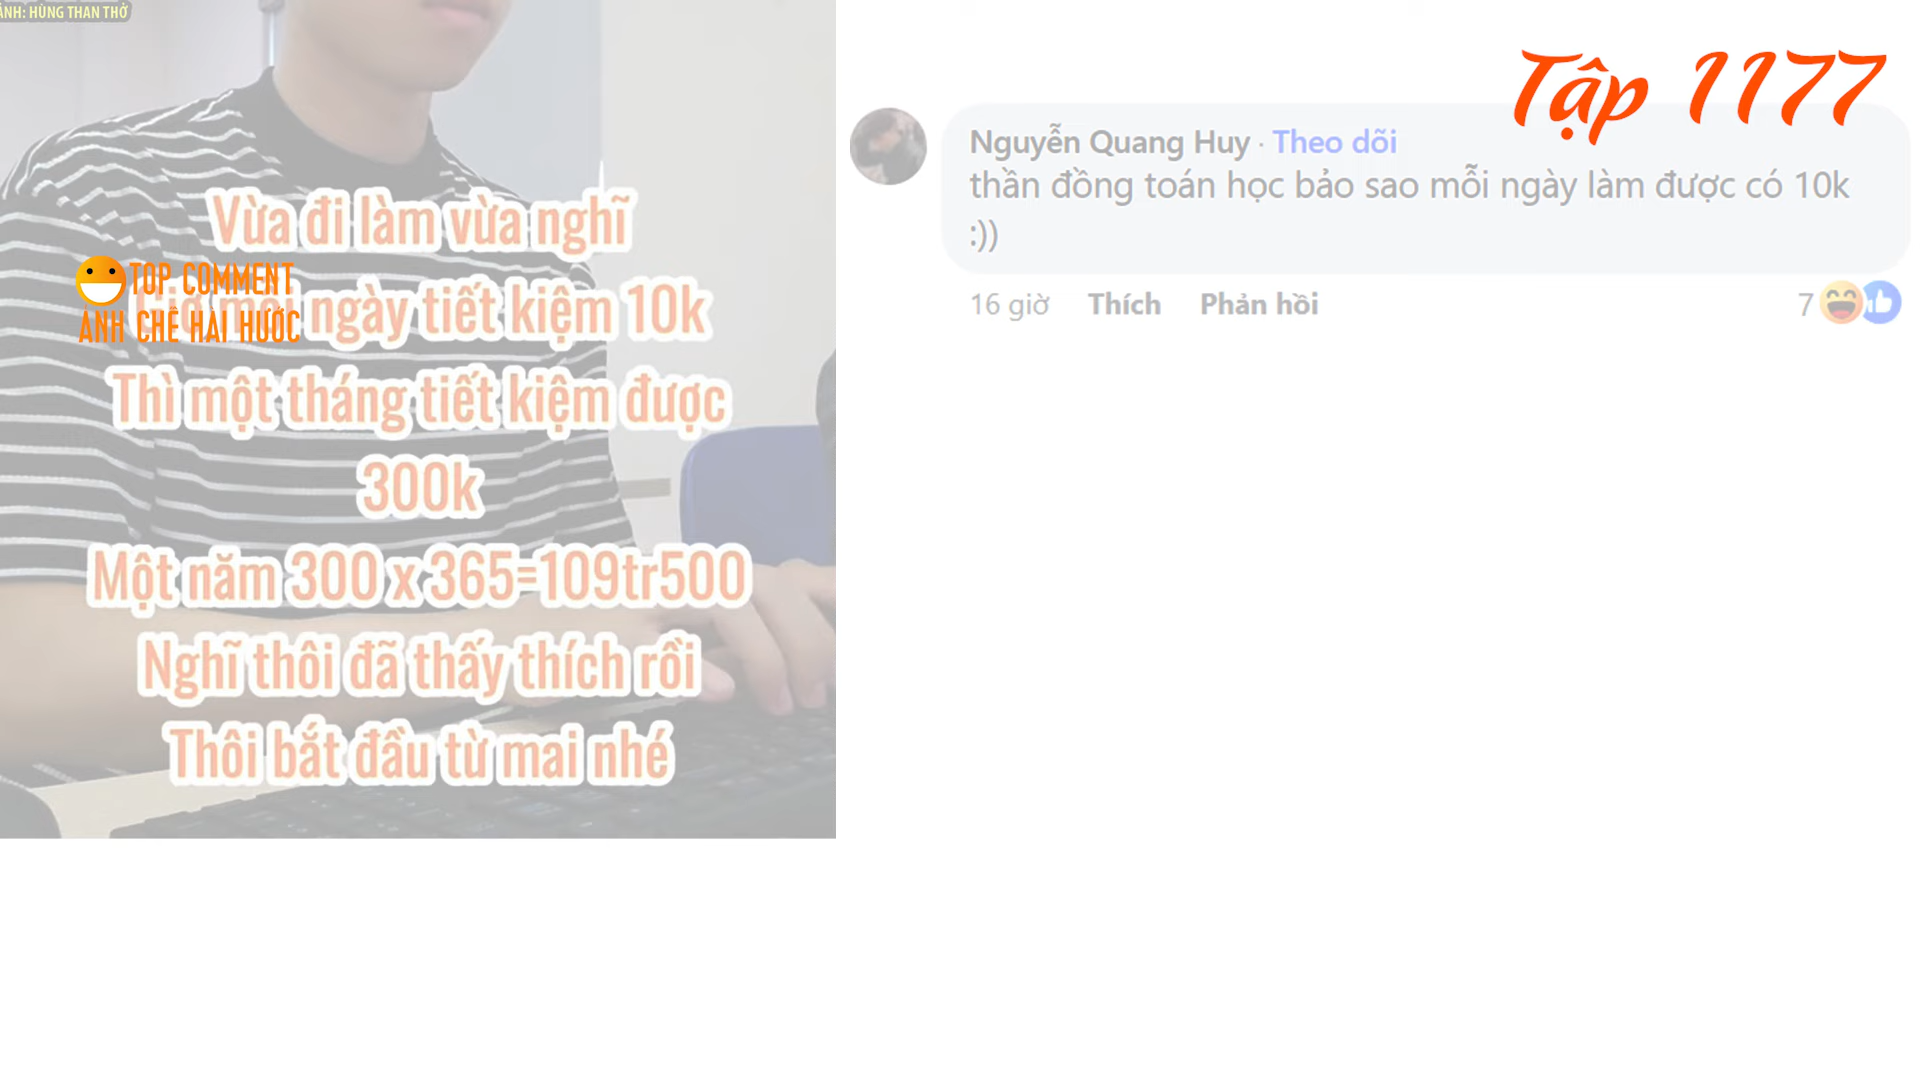 ẢNH: HÙNG THAN THỞ
Vừa đi làm vừa nghĩ
Giờ mỗi ngày tiết kiệm 10k
Thì một tháng tiết kiệm được
300k
Một năm 300 x 365=109tr500
Nghĩ thôi đã thấy thích rồi
Thôi bắt đầu từ mai nhé
TOP COMMENT
ẢNH CHẾ HÀI HƯỚC
Tập 1177
Nguyễn Quang Huy · Theo dõi
thần đồng toán học bảo sao mỗi ngày làm được có 10k
:))
16 giờ Thích Phản hồi 7